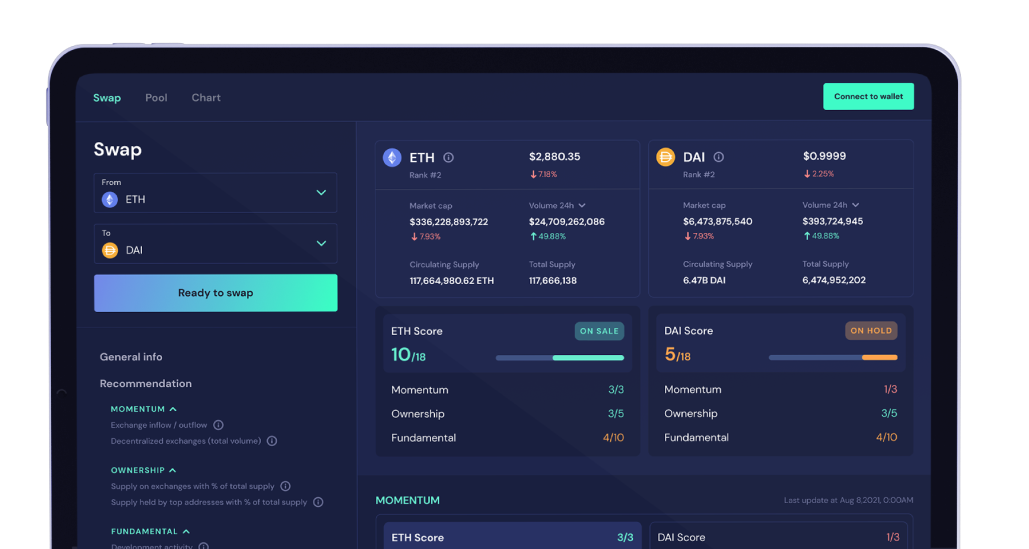 Swap Pool Chart Connect to wallet
Swap
From
ETH
To
DAI
Ready to swap
General info
Recommendation
MOMENTUM
Exchange inflow / outflow
Decentralized exchanges (total volume)
OWNERSHIP
Supply on exchanges with % of total supply
Supply held by top addresses with % of total supply
FUNDAMENTAL
Development activity
ETH $2,880.35
Rank #2 7.18%
Market cap Volume 24h
$336,228,893,722 $24,709,262,086
7.93% 49.88%
Circulating Supply Total Supply
117,664,980.62 ETH 117,666,138
DAI $0.9999
Rank #2 2.25%
Market cap Volume 24h
$6,473,875,540 $393,724,945
7.93% 49.88%
Circulating Supply Total Supply
6.47B DAI 6,474,952,202
ETH Score ON SALE
10/18
Momentum 3/3
Ownership 3/5
Fundamental 4/10
DAI Score ON HOLD
5/18
Momentum 1/3
Ownership 3/5
Fundamental 4/10
MOMENTUM Last update at Aug 8,2021, 0:00AM
ETH Score 3/3
DAI Score 1/3